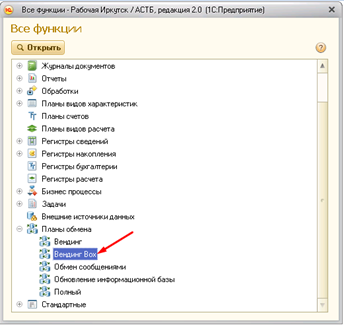 Все функции - Рабочая Иркутск / АСТБ, редакция 2.0 (1С:Предприятие)
Все функции
Открыть
Журналы документов
Отчеты
Обработки
Планы видов характеристик
Планы счетов
Планы видов расчета
Регистры сведений
Регистры накопления
Регистры бухгалтерии
Регистры расчета
Бизнес процессы
Задачи
Внешние источники данных
Планы обмена
Вендинг
Вендинг Box
Обмен сообщениями
Обновление информационной базы
Полный
Стандартные